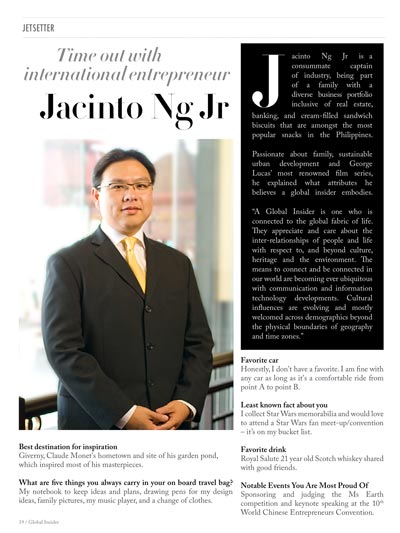 JETSETTER
Time out with
international entrepreneur
Jacinto Ng Jr
Jacinto Ng Jr is a
consummate captain
of industry, being part
of a family with a
diverse business portfolio
inclusive of real estate,
banking, and cream-filled sandwich
biscuits that are amongst the most
popular snacks in the Philippines.
Passionate about family, sustainable
urban development and George
Lucas' most renowned film series,
he explained what attributes he
believes a global insider embodies.
"A Global Insider is one who is
connected to the global fabric of life.
They appreciate and care about the
inter-relationships of people and life
with respect to, and beyond culture,
heritage and the environment. The
means to connect and be connected in
our world are becoming ever ubiquitous
with communication and information
technology developments. Cultural
influences are evolving and mostly
welcomed across demographics beyond
the physical boundaries of geography
and time zones."
Best destination for inspiration
Giverny, Claude Monet's hometown and site of his garden pond,
which inspired most of his masterpieces.
What are five things you always carry in your on board travel bag?
My notebook to keep ideas and plans, drawing pens for my design
ideas, family pictures, my music player, and a change of clothes.
Favorite car
Honestly, I don't have a favorite. I am fine with
any car as long as it's a comfortable ride from
point A to point B.
Least known fact about you
I collect Star Wars memorabilia and would love
to attend a Star Wars fan meet-up/convention
– it's on my bucket list.
Favorite drink
Royal Salute 21 year old Scotch whiskey shared
with good friends.
Notable Events You Are Most Proud Of
Sponsoring and judging the Ms Earth
competition and keynote speaking at the 10th
World Chinese Entrepreneurs Convention.
/ Global Insider